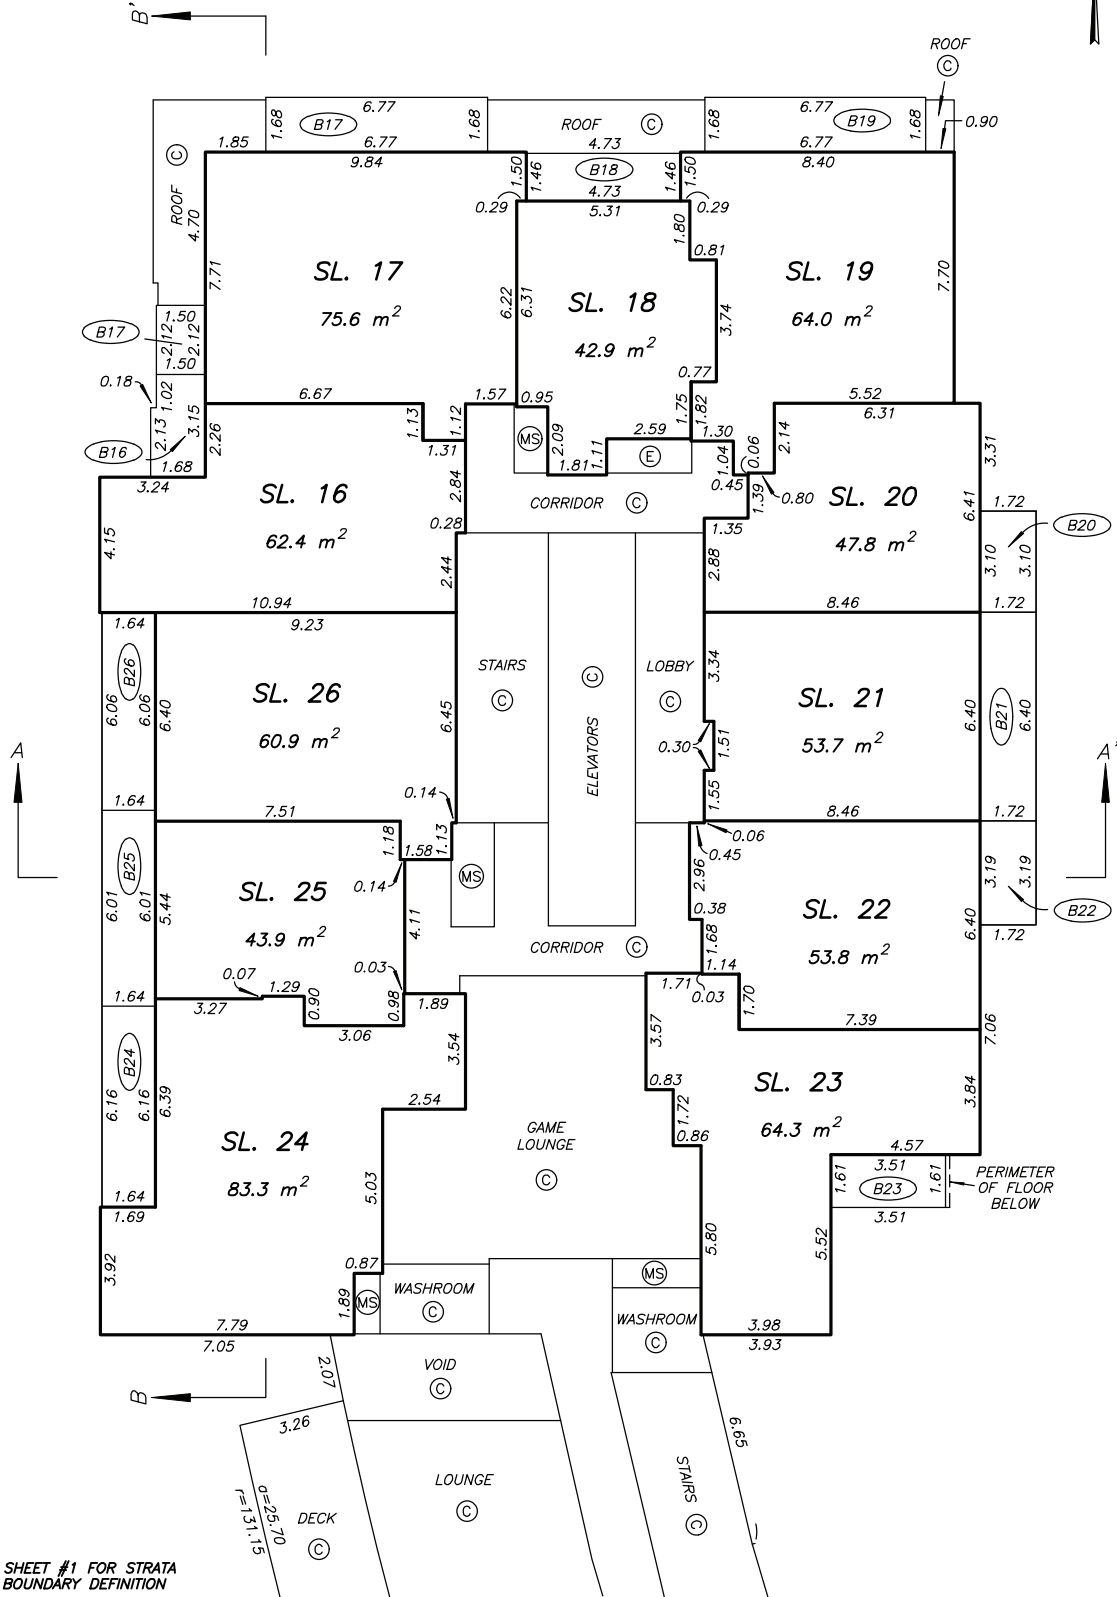 B'
ROOF
C
6.77
1.68
B17
1.68
6.77
ROOF
C
4.73
6.77
1.68
B19
1.68
6.77
0.90
1.85
9.84
1.50
1.46
B18
4.73
5.31
1.46
1.50
8.40
C
ROOF
4.70
0.29
0.29
1.80
0.81
7.71
SL. 17
75.6 m²
6.22
6.31
SL. 18
42.9 m²
3.74
SL. 19
64.0 m²
7.70
B17
1.50
2.12
2.12
1.50
0.18
1.02
2.13
3.15
B16
1.68
3.24
2.26
6.67
1.13
1.12
1.31
1.57
0.95
MS
2.09
1.81
1.11
2.59
E
0.77
1.75
1.82
1.30
1.04
0.45
0.06
2.14
0.80
1.39
1.35
5.52
6.31
3.31
SL. 16
62.4 m²
2.84
0.28
2.44
4.15
10.94
CORRIDOR C
SL. 20
47.8 m²
2.88
8.46
6.41
1.72
B20
3.10
3.10
1.72
1.64
B26
6.06
6.06
6.40
9.23
SL. 26
60.9 m²
6.45
STAIRS
C
C
ELEVATORS
LOBBY
C
3.34
0.30
1.51
1.55
SL. 21
53.7 m²
8.46
6.40
B21
6.40
1.72
A
A'
1.64
7.51
0.14
1.18
1.58
1.13
0.14
MS
B25
6.01
6.01
5.44
SL. 25
43.9 m²
4.11
0.06
0.45
2.96
0.38
1.68
SL. 22
53.8 m²
3.19
3.19
B22
6.40
1.72
CORRIDOR C
0.07
1.29
0.90
0.03
0.98
1.89
1.64
3.27
3.06
3.54
1.14
1.71
0.03
1.70
7.39
7.06
B24
6.16
6.16
6.39
2.54
3.57
0.83
1.72
0.86
SL. 23
64.3 m²
3.84
SL. 24
83.3 m²
5.03
GAME
LOUNGE
C
4.57
3.51
1.61
B23
1.61
3.51
PERIMETER
OF FLOOR
BELOW
1.64
1.69
3.92
5.80
5.52
0.87
1.89
MS
WASHROOM
C
MS
WASHROOM
C
7.79
7.05
3.98
3.93
B
2.07
VOID
C
3.26
a=25.70
r=131.15
DECK
C
LOUNGE
C
STAIRS C
6.65
SHEET #1 FOR STRATA
BOUNDARY DEFINITION